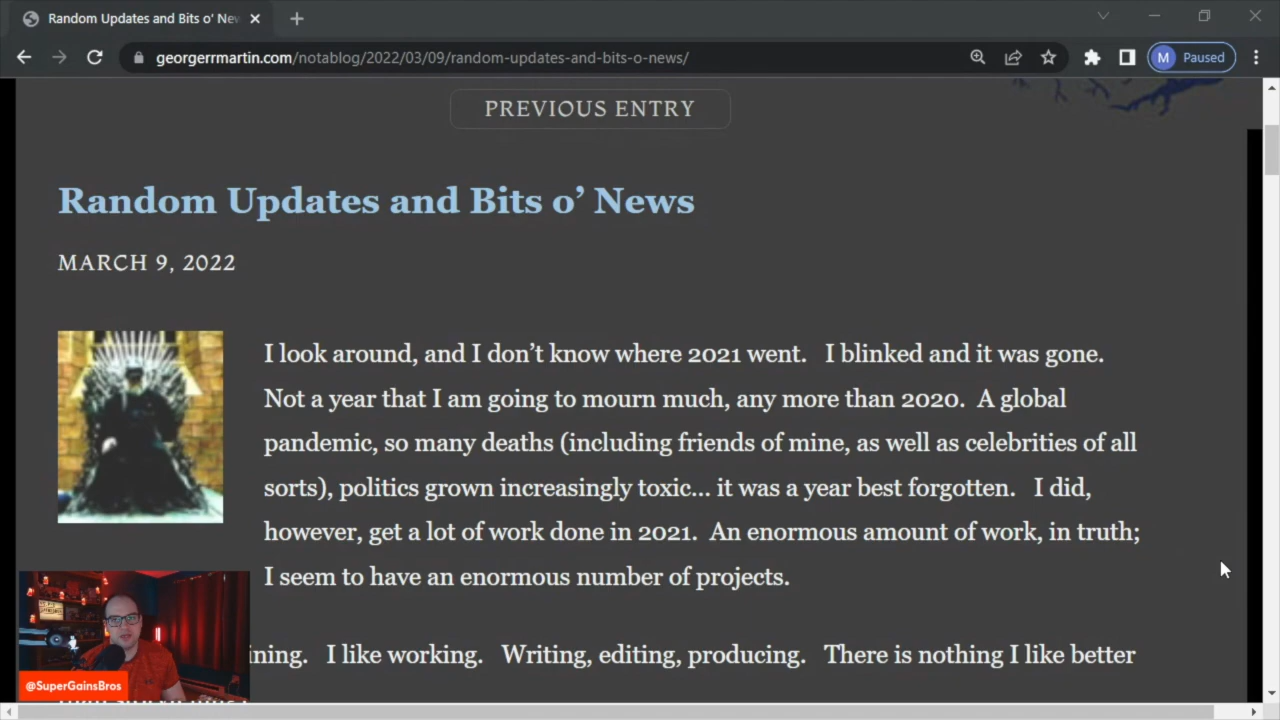 Random Updates and Bits o' Ne
georgerrmartin.com/notablog/2022/03/09/random-updates-and-bits-o-news/
M Paused
PREVIOUS ENTRY
Random Updates and Bits o’ News
MARCH 9, 2022
I look around, and I don’t know where 2021 went. I blinked and it was gone.
Not a year that I am going to mourn much, any more than 2020. A global
pandemic, so many deaths (including friends of mine, as well as celebrities of all
sorts), politics grown increasingly toxic... it was a year best forgotten. I did,
however, get a lot of work done in 2021. An enormous amount of work, in truth;
I seem to have an enormous number of projects.
ining. I like working. Writing, editing, producing. There is nothing I like better
@SuperGainsBros